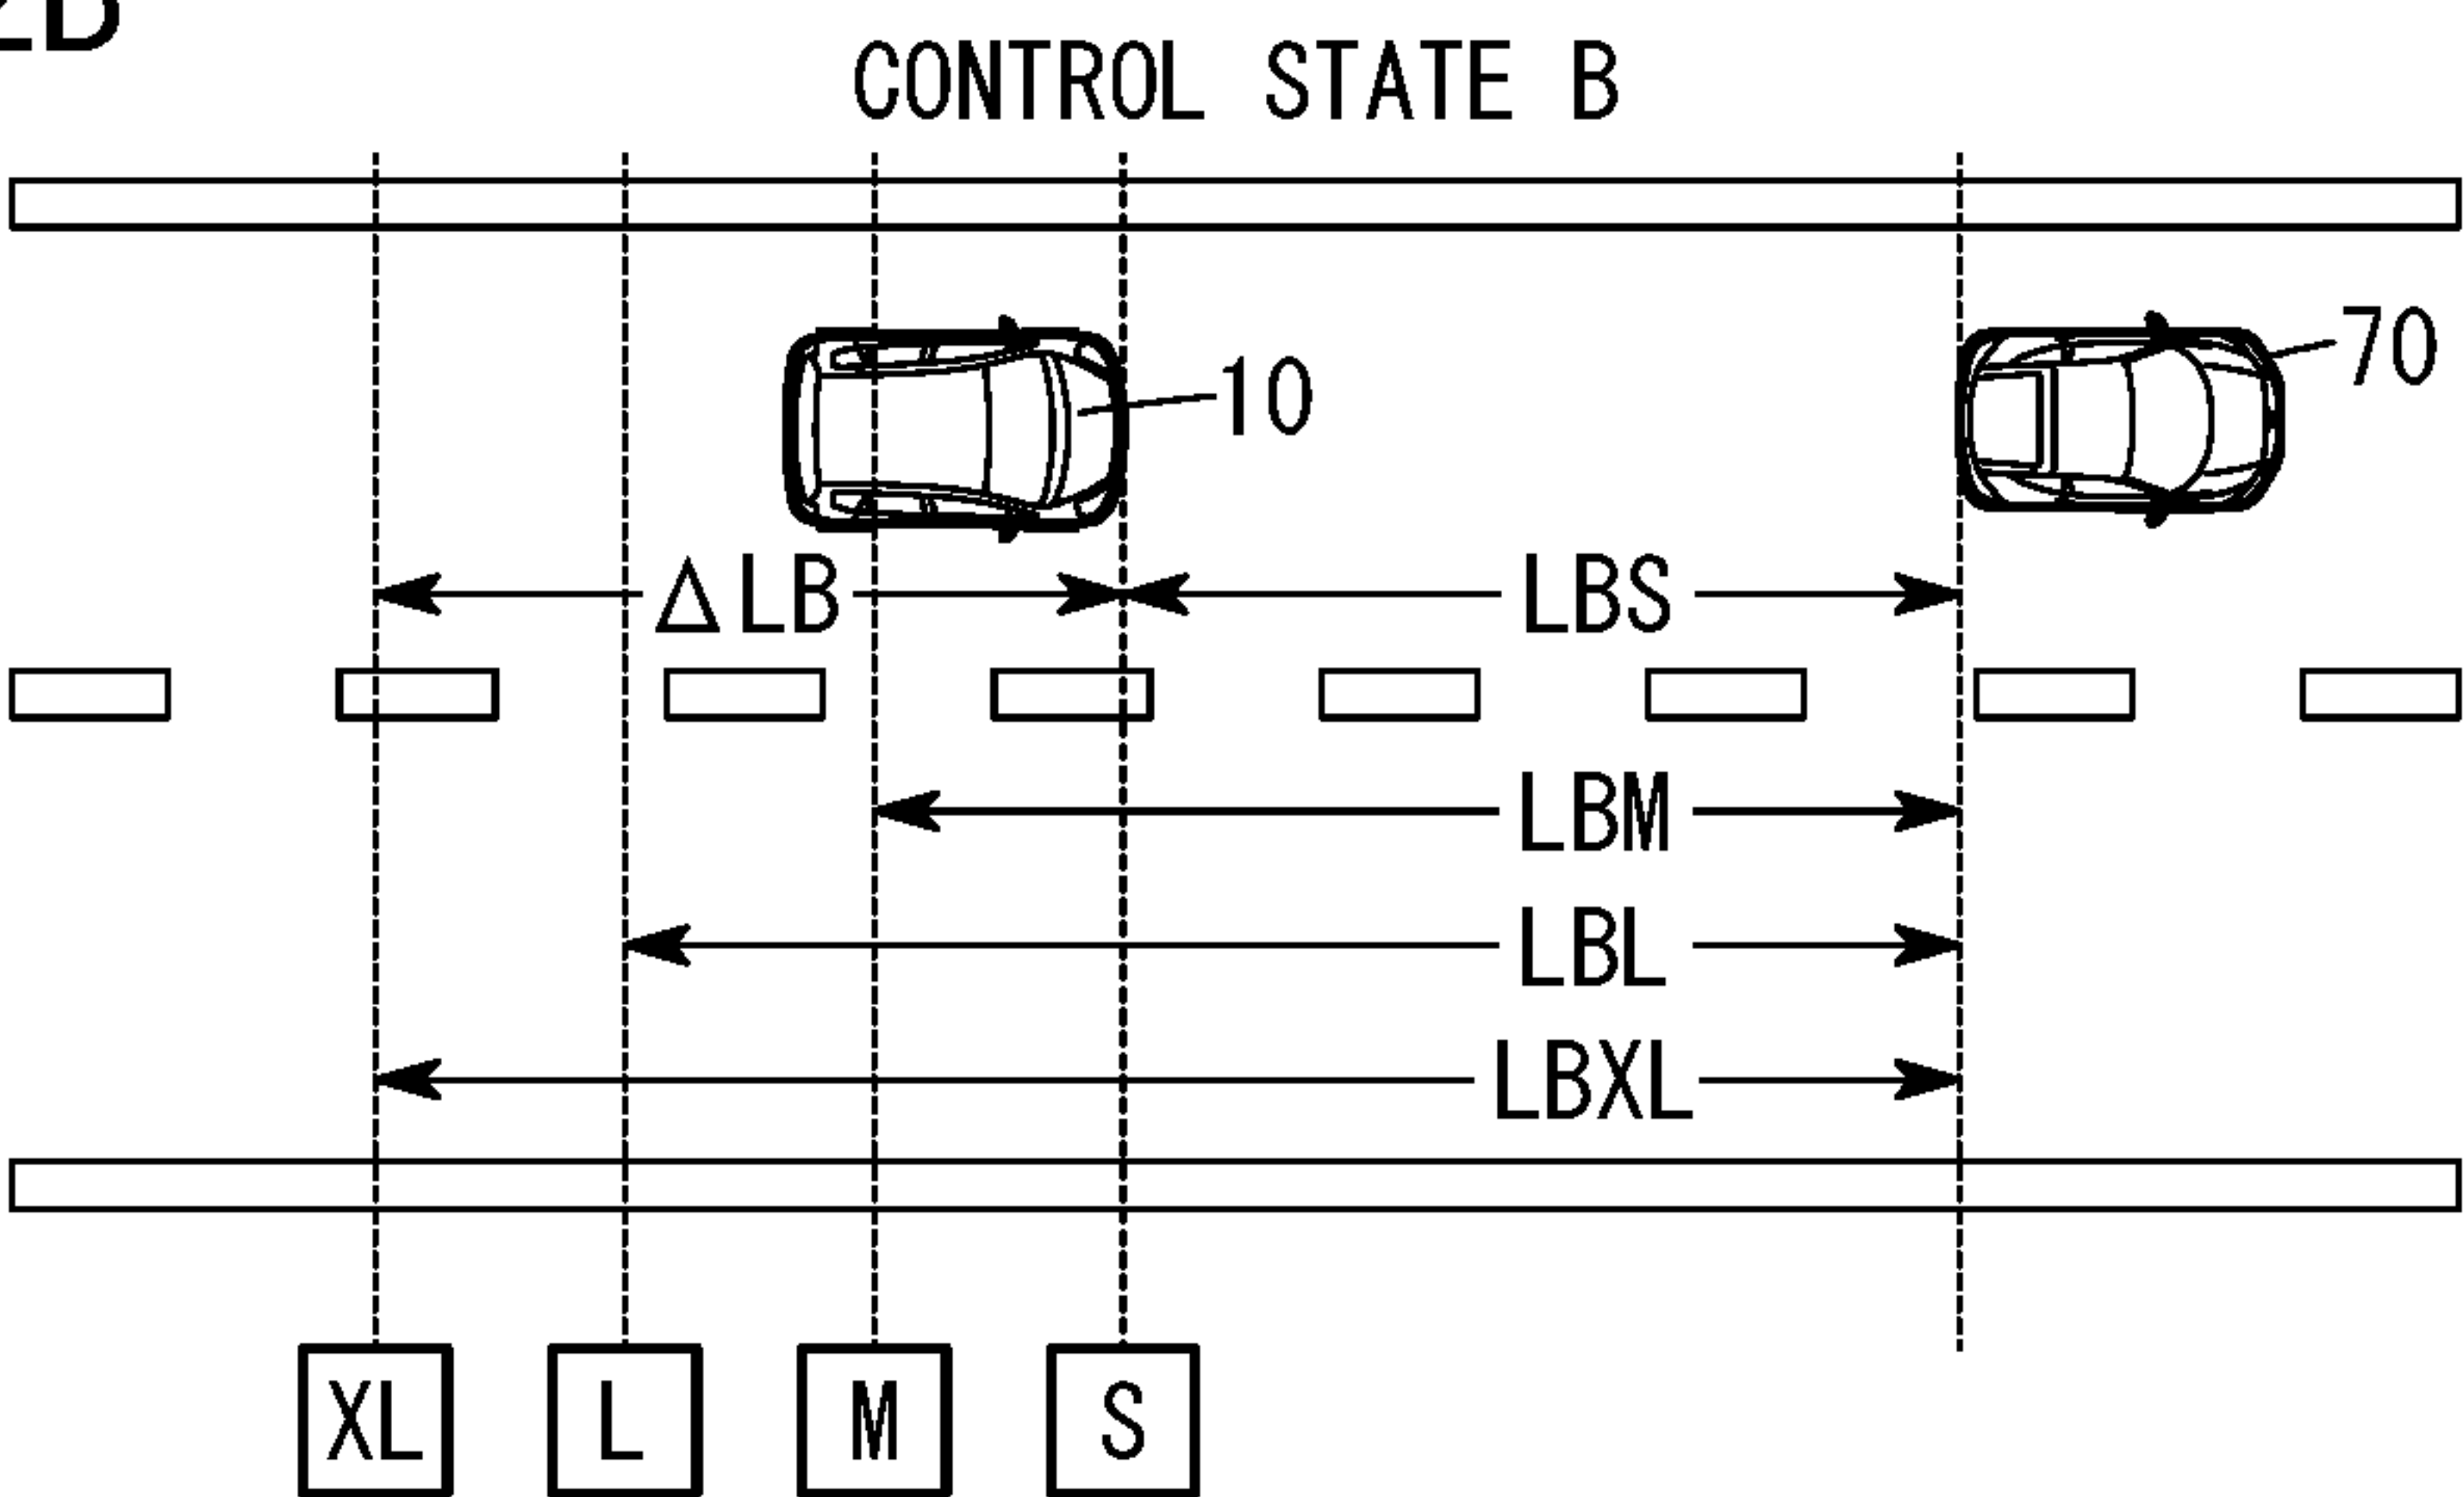 CONTROL STATE B
10
70
ΔLB
LBS
LBM
LBL
LBXL
XL L M S